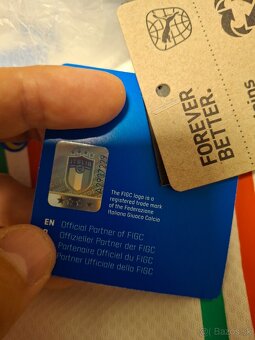 FOREVER
BETTER.
The FIGC logo is a
registered trade mark
of the Federazione
Italiana Giuoco Calcio
EN Official Partner of FIGC
Offizieller Partner der FIGC
Partenaire Officiel du FIGC
Partner Ufficiale della FIGC